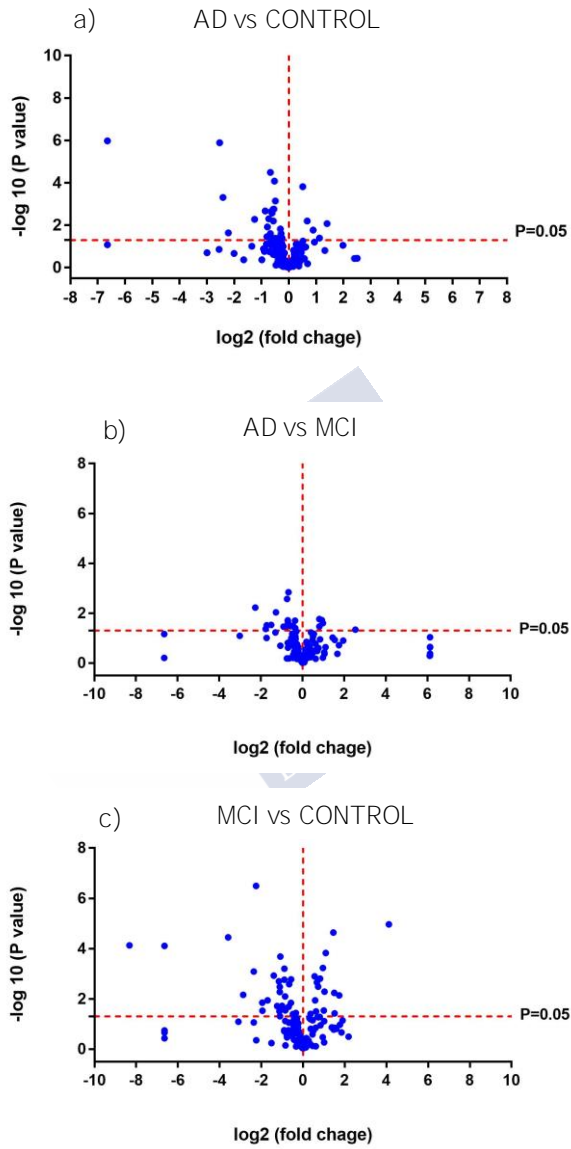 a) AD vs CONTROL
10
8
6
4
2
0
-log 10 (P value)
P=0.05
-8 -7 -6 -5 -4 -3 -2 -1 0 1 2 3 4 5 6 7 8
log2 (fold chage)
b) AD vs MCI
8
6
4
2
0
-log 10 (P value)
P=0.05
-10 -8 -6 -4 -2 0 2 4 6 8 10
log2 (fold chage)
c) MCI vs CONTROL
8
6
4
2
0
-log 10 (P value)
P=0.05
-10 -8 -6 -4 -2 0 2 4 6 8 10
log2 (fold chage)